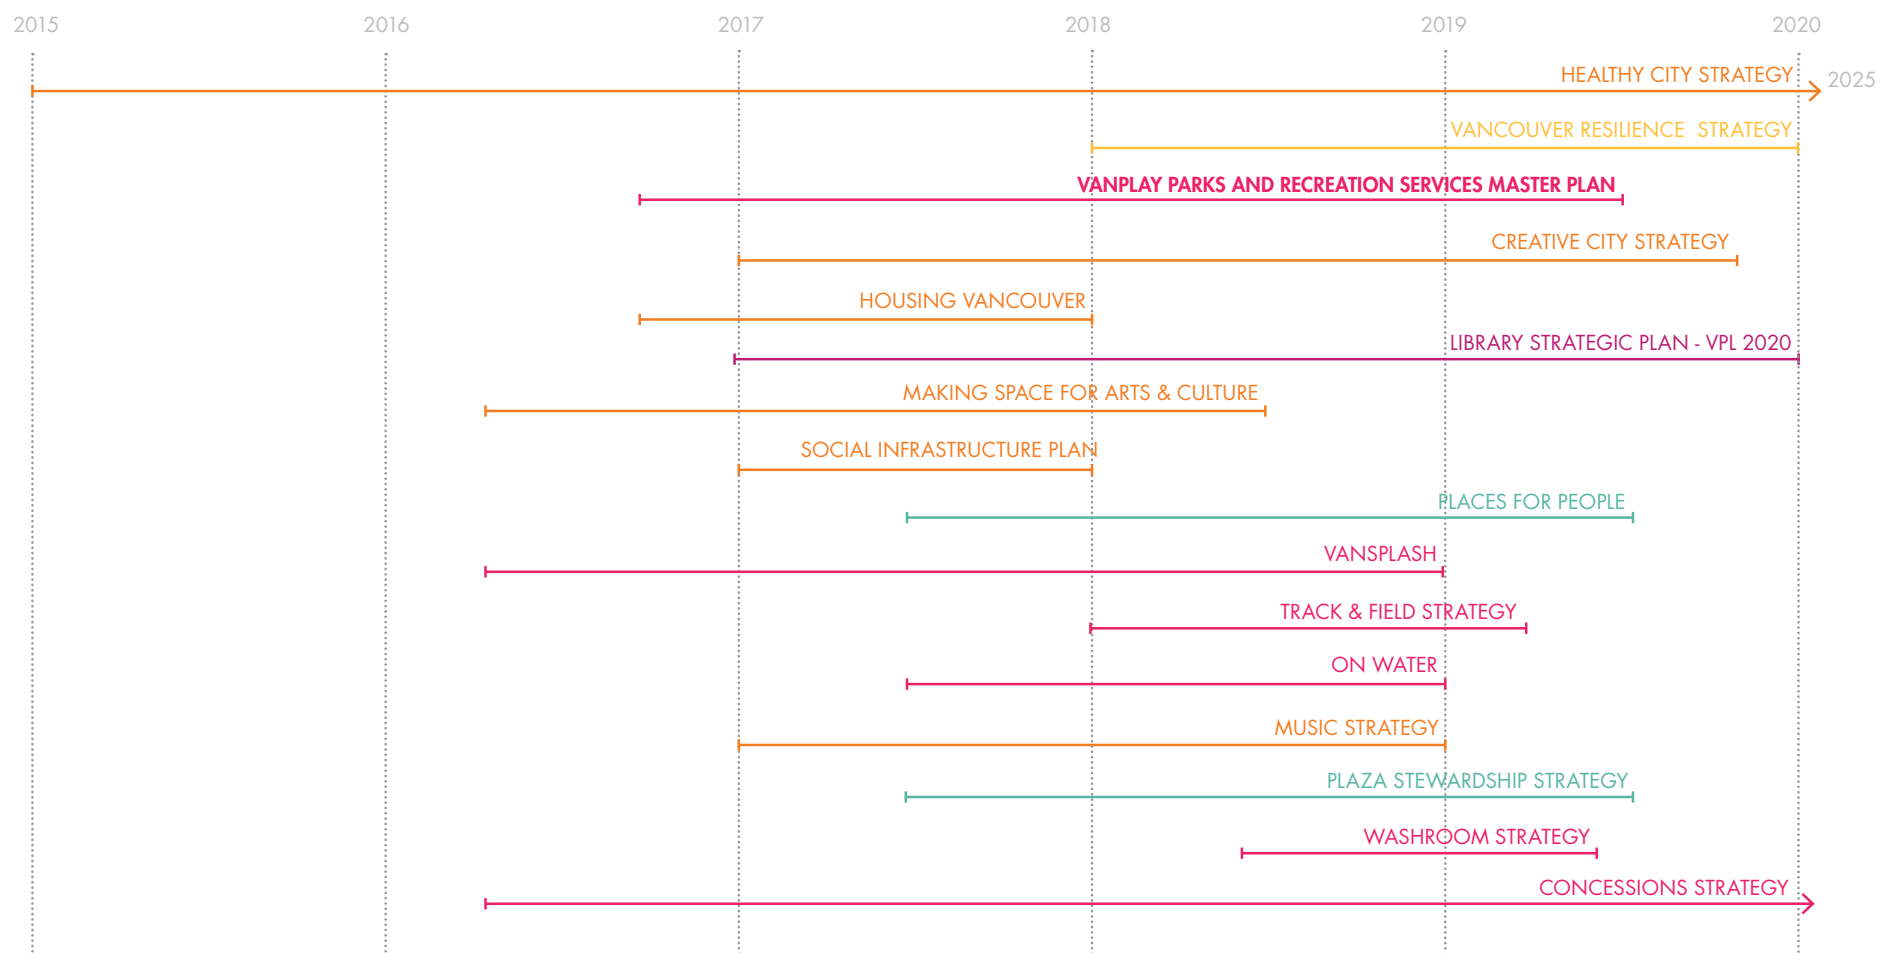 2015 2016 2017 2018 2019 2020
HEALTHY CITY STRATEGY 2025
VANCOUVER RESILIENCE STRATEGY
VANPLAY PARKS AND RECREATION SERVICES MASTER PLAN
CREATIVE CITY STRATEGY
HOUSING VANCOUVER
LIBRARY STRATEGIC PLAN - VPL 2020
MAKING SPACE FOR ARTS & CULTURE
SOCIAL INFRASTRUCTURE PLAN
PLACES FOR PEOPLE
VANSPLASH
TRACK & FIELD STRATEGY
ON WATER
MUSIC STRATEGY
PLAZA STEWARDSHIP STRATEGY
WASHROOM STRATEGY
CONCESSIONS STRATEGY